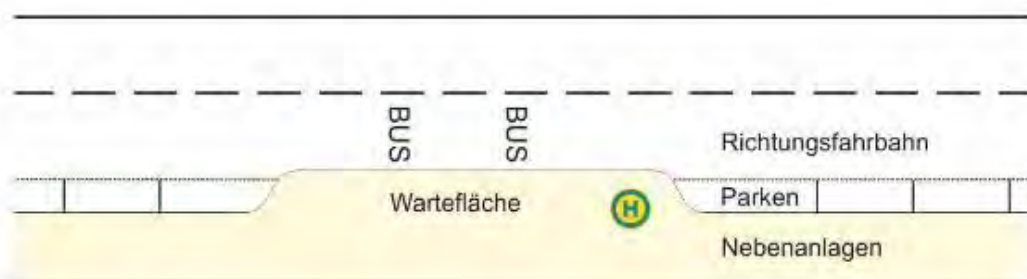 BUS
BUS
Richtungsfahrbahn
Wartefläche
H
Parken
Nebenanlagen